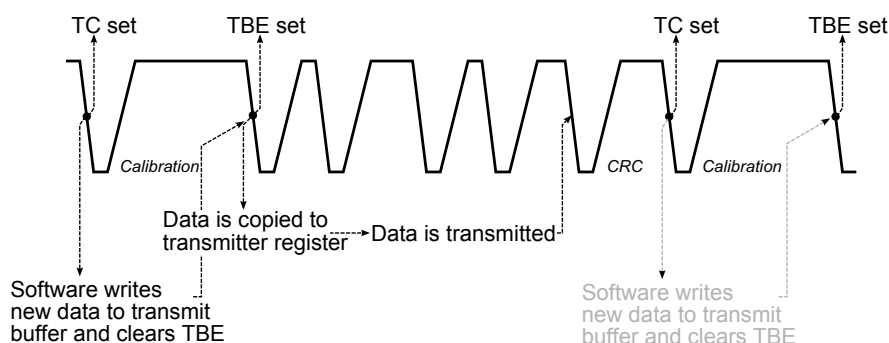 TC set
TBE set
TC set
TBE set
Calibration
CRC
Calibration
Data is copied to
transmitter register
Data is transmitted
Software writes
new data to transmit
buffer and clears TBE
Software writes
new data to transmit
buffer and clears TBE